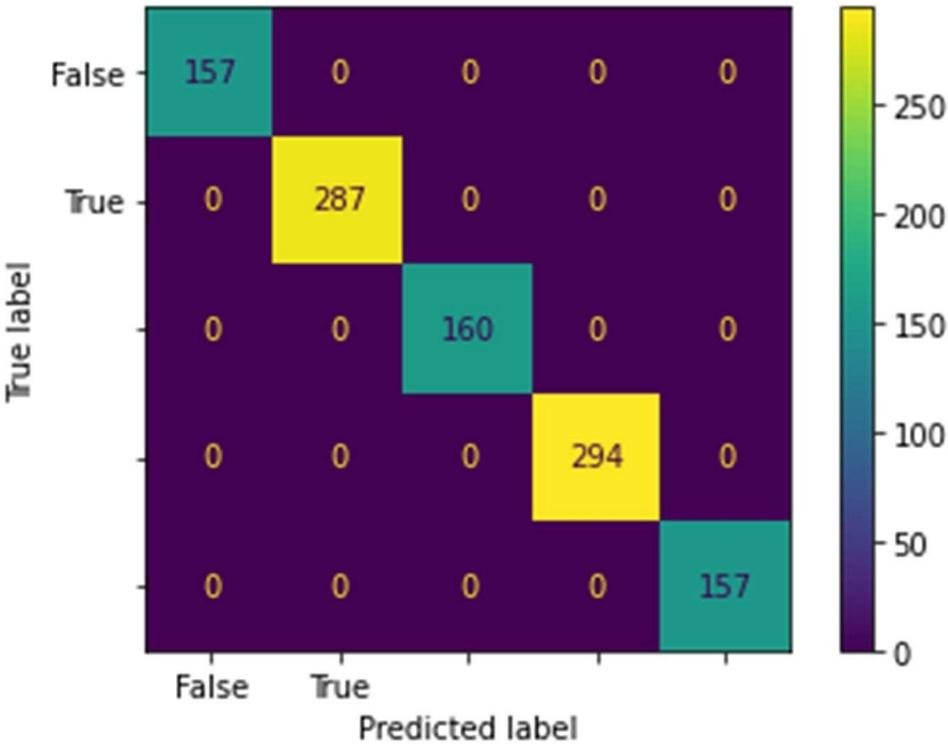 False 157 0 0 0 0
True 0 287 0 0 0
0 0 160 0 0
0 0 0 294 0
0 0 0 0 157
False True
Predicted label
True label
250
200
150
100
50
0